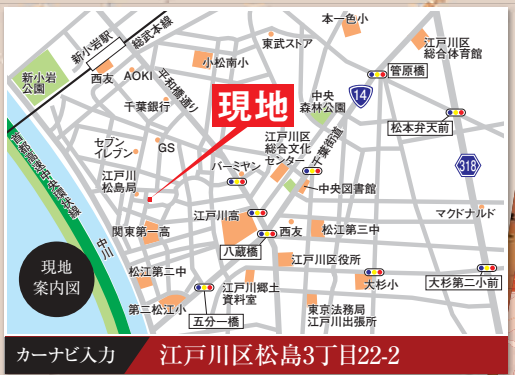 本一色小
東武ストア
総武本線
新小岩駅
江戸川区
総合体育館
小松南小
西友
AOKI
新小岩
公園
平和橋通り
菅原橋
千葉銀行
現地
中央
森林公園
14
松本弁天前
千葉街道
セブン
イレブン
GS
江戸川区
総合文化
センター
318
バーミヤン
首都高速中央環状線
江戸川
松島局
中央図書館
マクドナルド
江戸川高
西友
松江第三中
関東第一高
中川
八蔵橋
江戸川区役所
現地
案内図
松江第二中
江戸川郷土
資料室
大杉小
大杉第二小前
第二松江小
五分一橋
東京法務局
江戸川出張所
カーナビ入力
江戸川区松島3丁目22-2